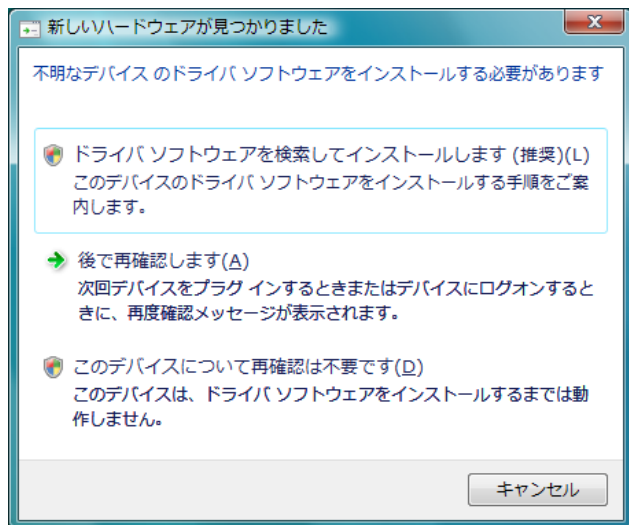 新しいハードウェアが見つかりました
不明なデバイス のドライバ ソフトウェアをインストールする必要があります
ドライバ ソフトウェアを検索してインストールします (推奨)(L)
このデバイスのドライバ ソフトウェアをインストールする手順をご案
内します。
後で再確認します(A)
次回デバイスをプラグ インするときまたはデバイスにログオンすると
きに、再度確認メッセージが表示されます。
このデバイスについて再確認は不要です(D)
このデバイスは、ドライバ ソフトウェアをインストールするまでは動
作しません。
キャンセル